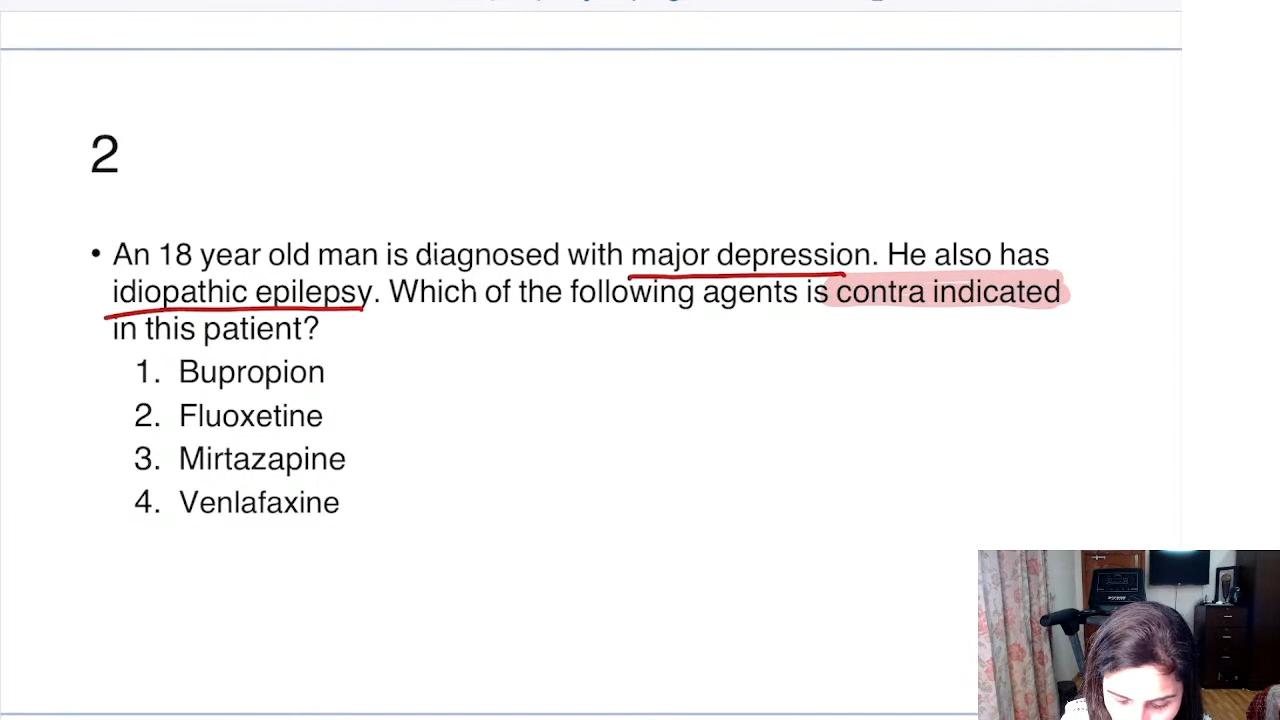 2
• An 18 year old man is diagnosed with major depression. He also has
idiopathic epilepsy. Which of the following agents is contra indicated
in this patient?
1. Bupropion
2. Fluoxetine
3. Mirtazapine
4. Venlafaxine